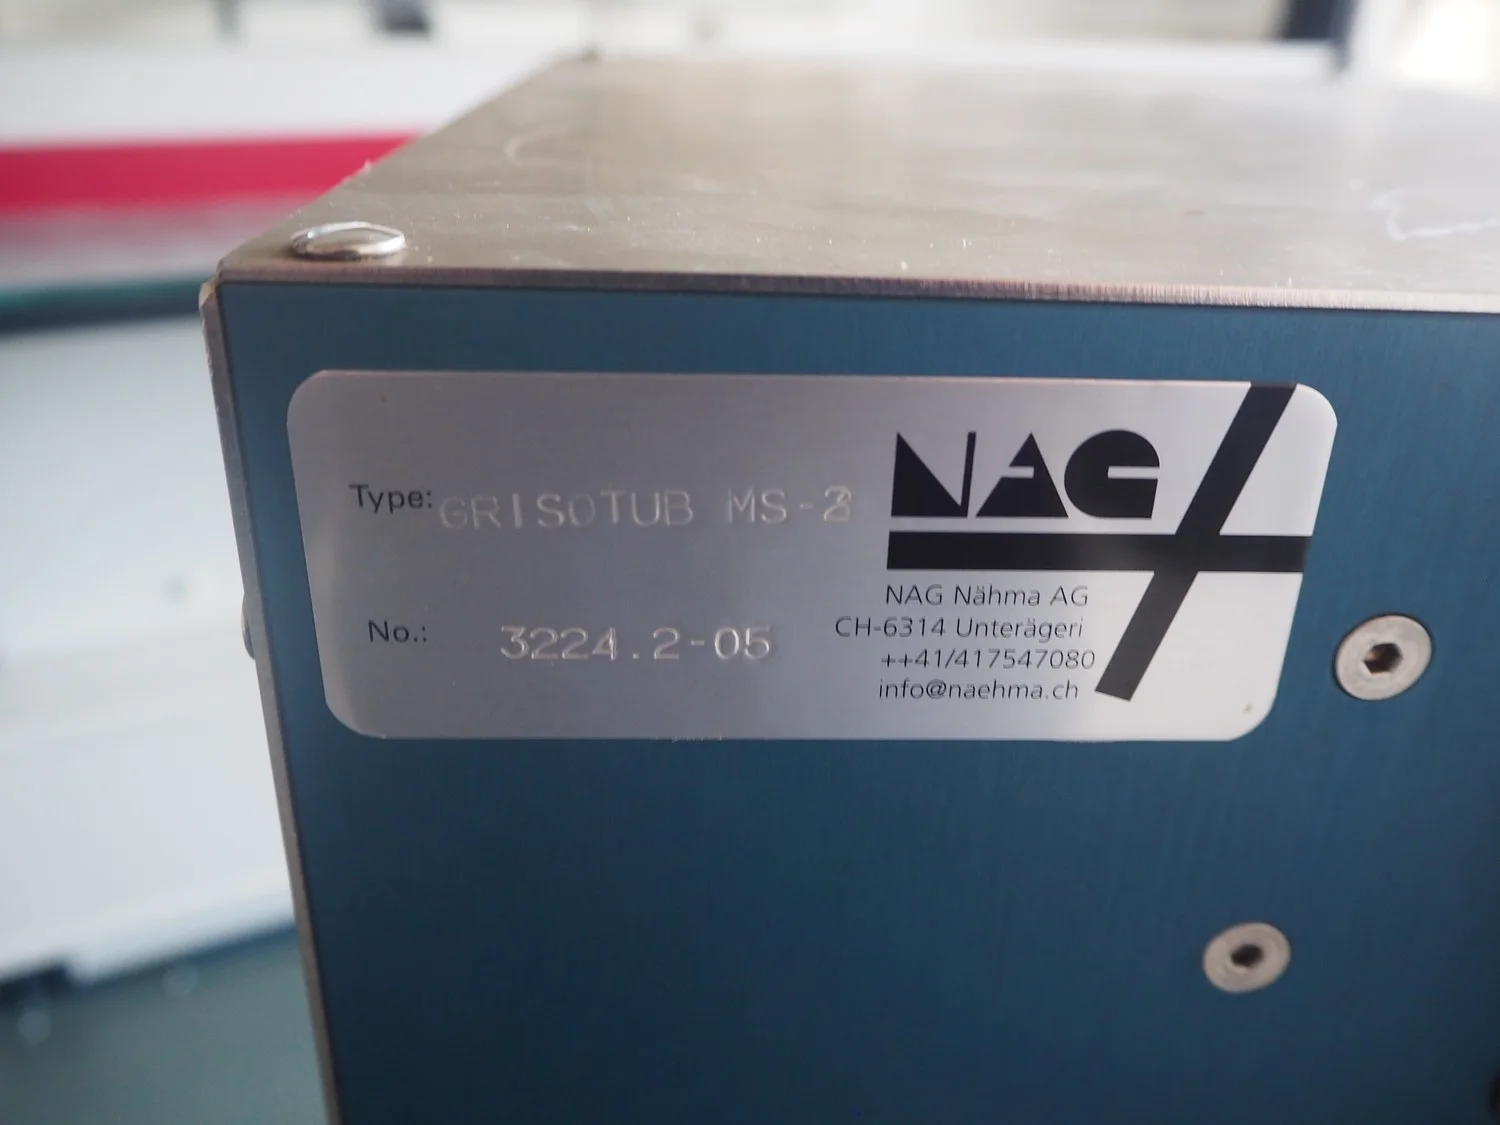 Type: GRISOTUB MS-2
No.: 3224.2-05
NAG
NAG Nähma AG
CH-6314 Unterägeri
++41/417547080
info@naehma.ch